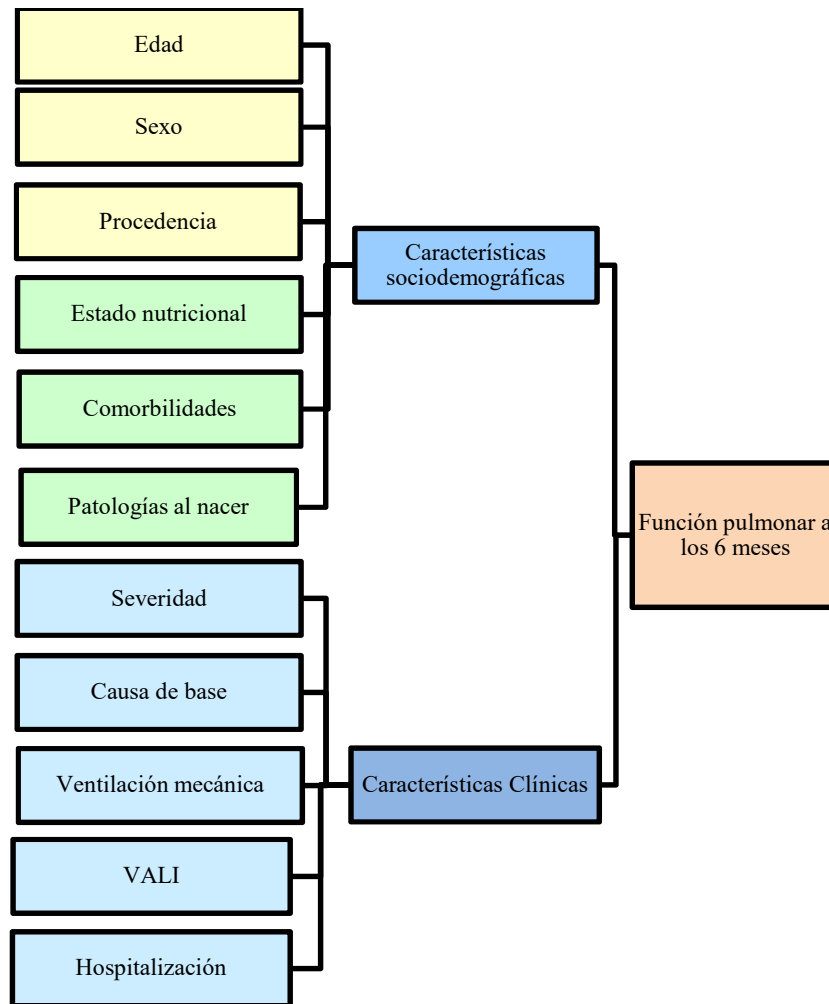 Edad
Sexo
Procedencia
Características
sociodemográficas
Estado nutricional
Comorbilidades
Patologías al nacer
Función pulmonar a
los 6 meses
Severidad
Causa de base
Ventilación mecánica
Características Clínicas
VALI
Hospitalización